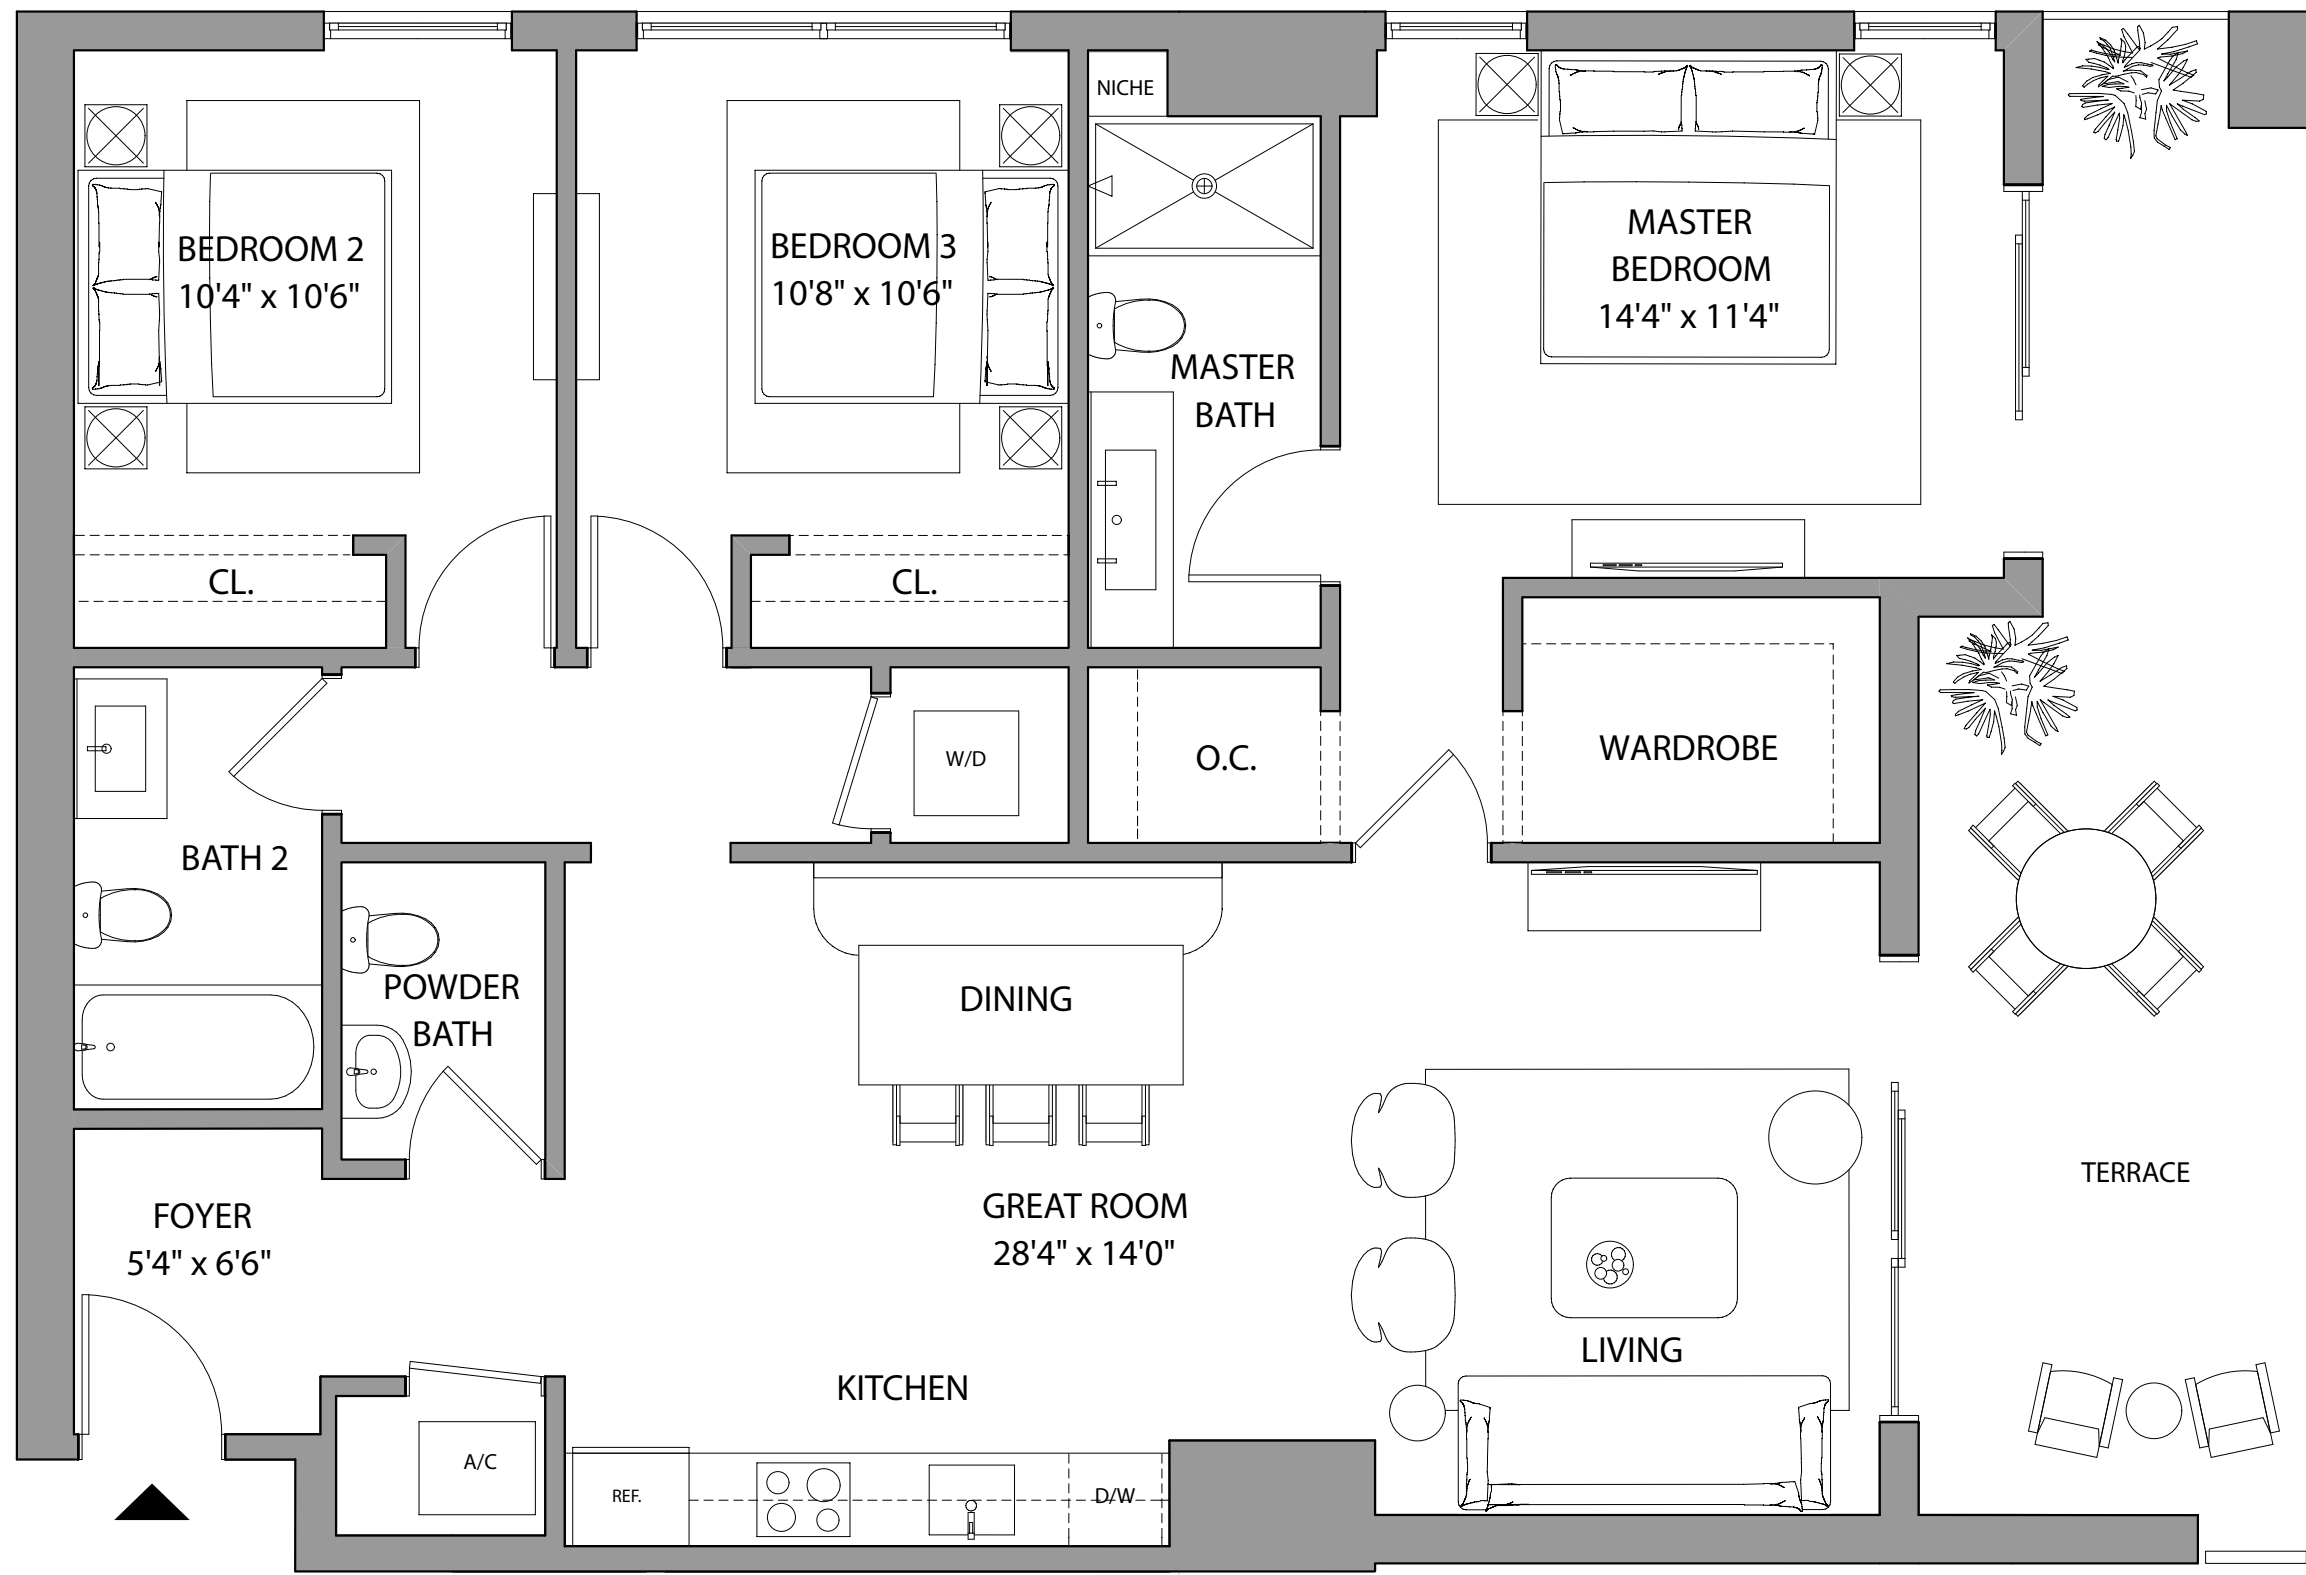 NICHE
BEDROOM 2
10'4" x 10'6"
BEDROOM 3
10'8" x 10'6"
MASTER
BEDROOM
14'4" x 11'4"
MASTER
BATH
CL.
CL.
W/D
O.C.
WARDROBE
BATH 2
POWDER
BATH
DINING
TERRACE
FOYER
5'4" x 6'6"
GREAT ROOM
28'4" x 14'0"
LIVING
KITCHEN
A/C
REF.
D/W